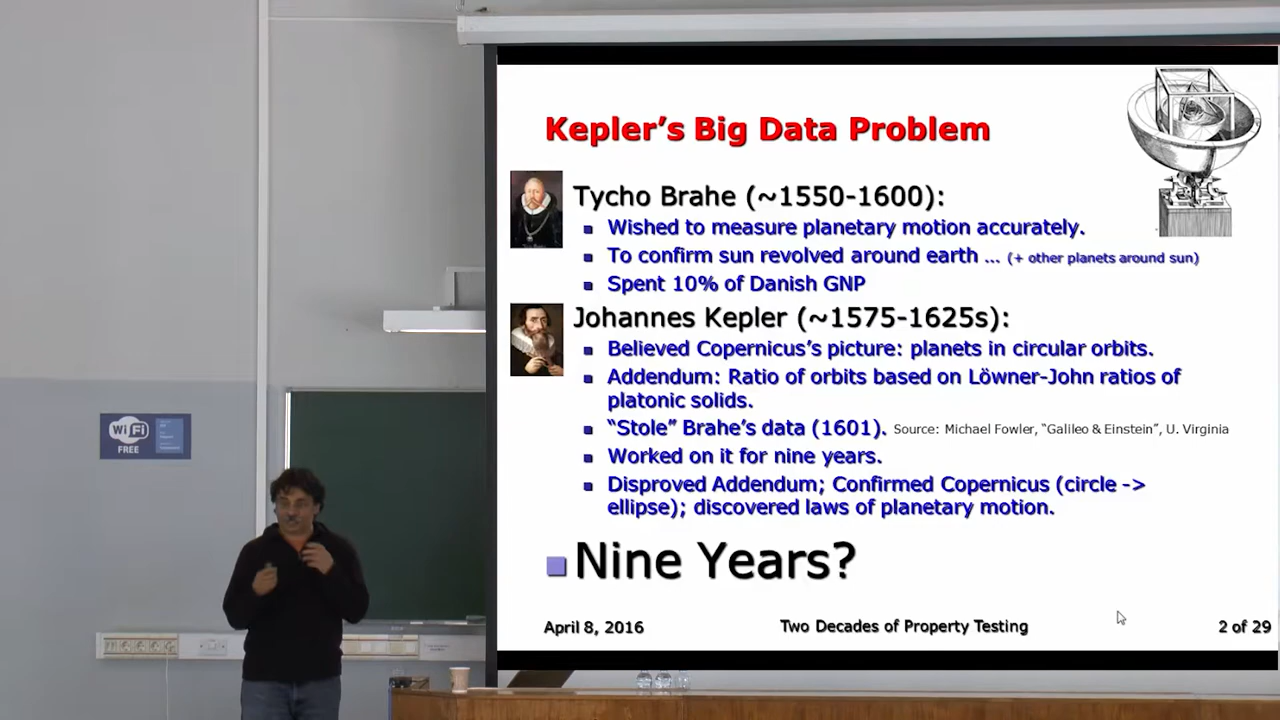 Kepler's Big Data Problem
Tycho Brahe (~1550-1600):
Wished to measure planetary motion accurately.
To confirm sun revolved around earth ... (+ other planets around sun)
Spent 10% of Danish GNP
Johannes Kepler (~1575-1625s):
Believed Copernicus's picture: planets in circular orbits.
Addendum: Ratio of orbits based on Löwner-John ratios of
platonic solids.
"Stole" Brahe's data (1601). Source: Michael Fowler, "Galileo & Einstein", U. Virginia
Worked on it for nine years.
Disproved Addendum; Confirmed Copernicus (circle ->
ellipse); discovered laws of planetary motion.
Nine Years?
April 8, 2016 Two Decades of Property Testing 2 of 29
WiFi
FREE